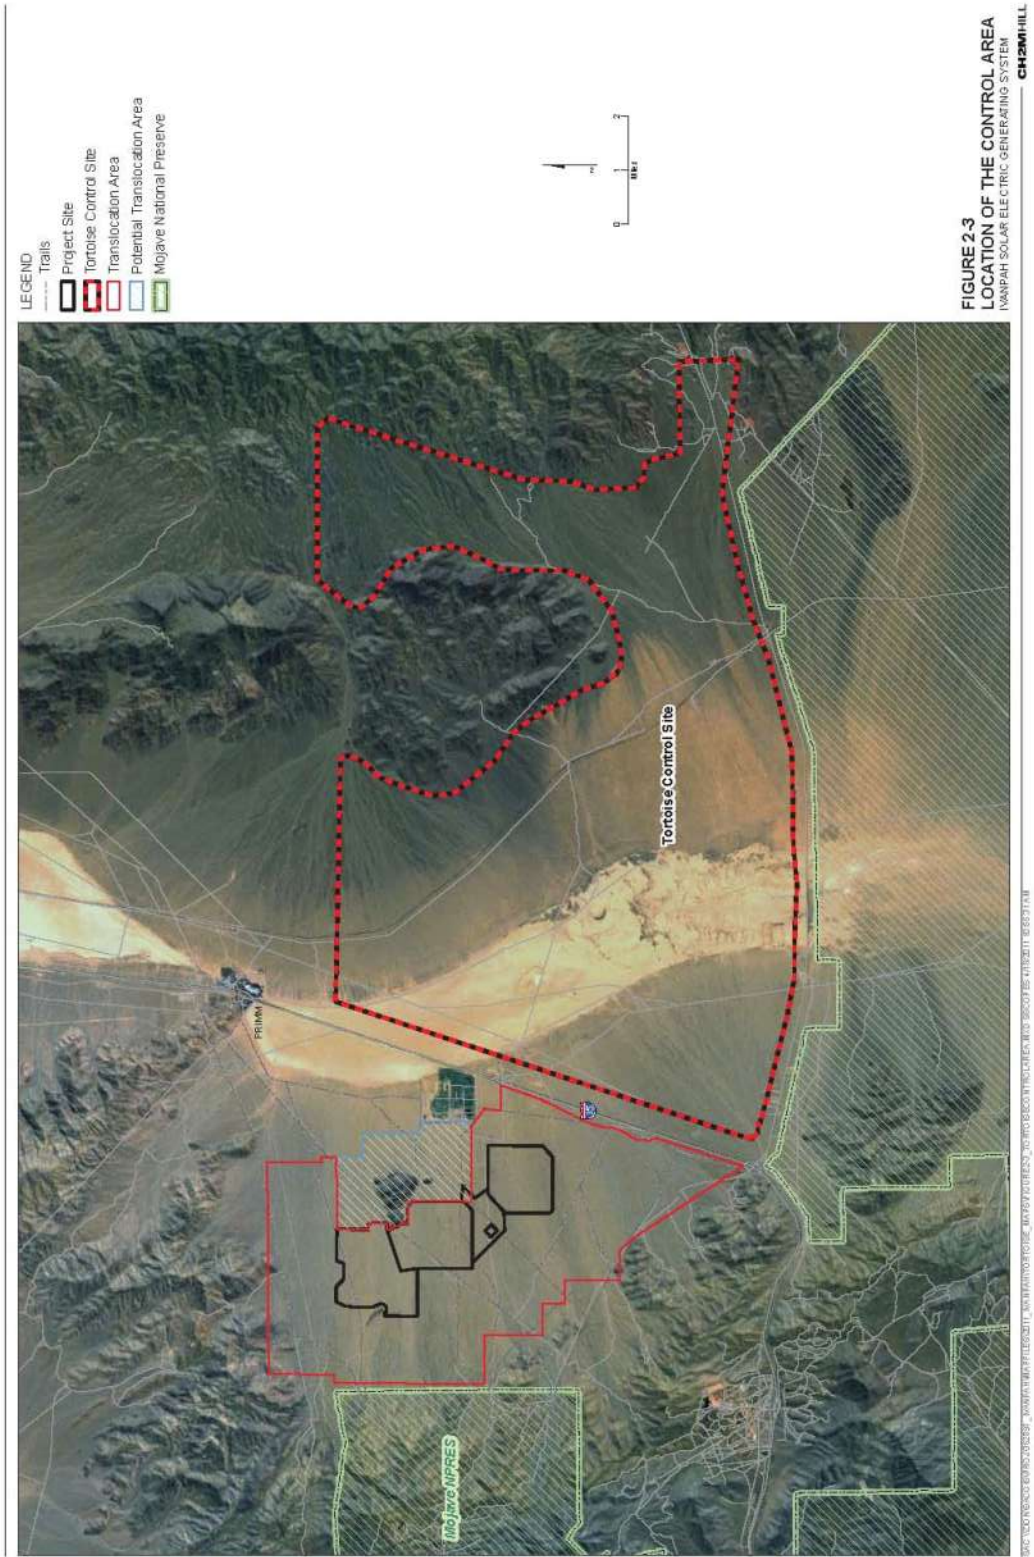 LEGEND
Trails
Project Site
Tortoise Control Site
Translocation Area
Potential Translocation Area
Mojave National Preserve
PRIMM
Tortoise Control Site
Mojave NPRES
N
0 1 2
Miles
FIGURE 2-3
LOCATION OF THE CONTROL AREA
IVANPAH SOLAR ELECTRIC GENERATING SYSTEM
CH2MHILL